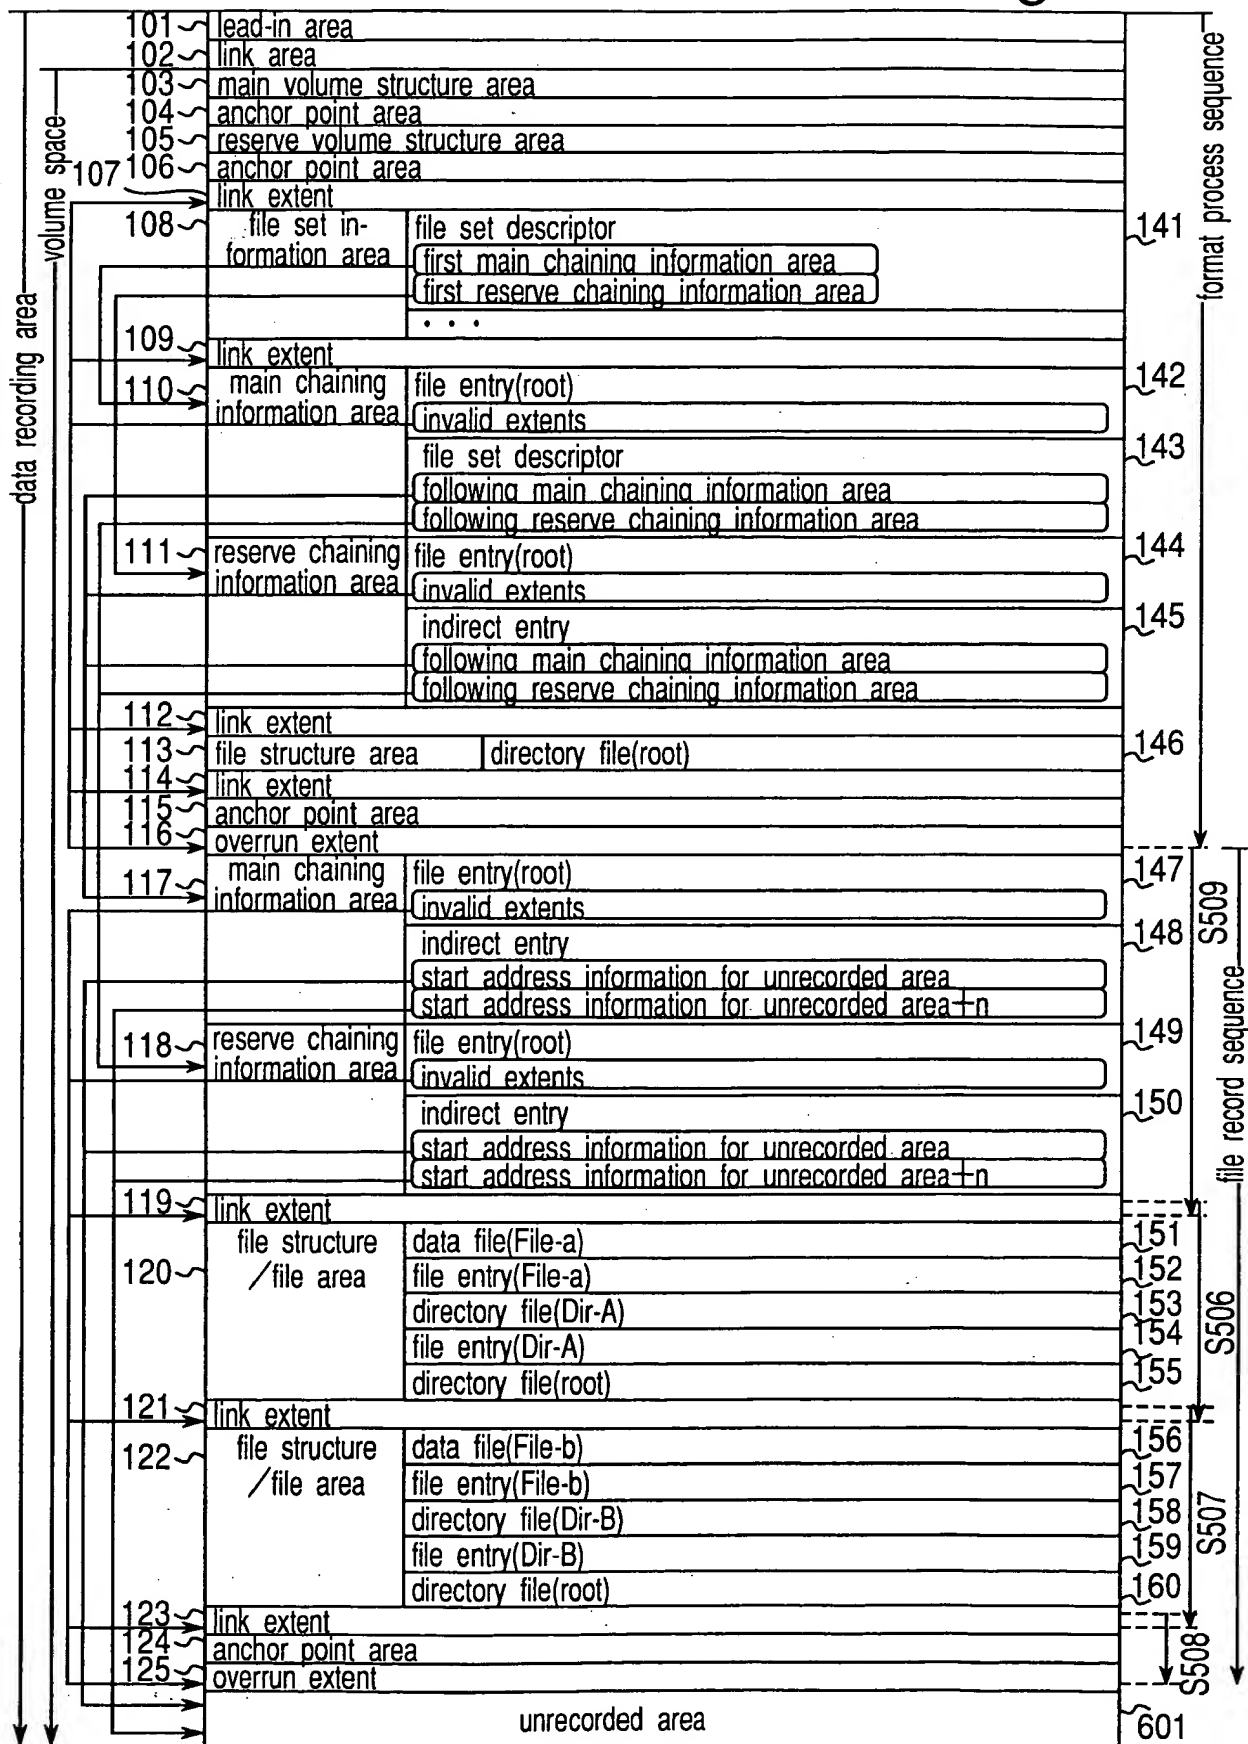 101 lead-in area
102 link area
103 main volume structure area
104 anchor point area
105 reserve volume structure area
106 anchor point area
107 link extent
108 file set in-
formation area
file set descriptor 141
first main chaining information area
first reserve chaining information area
. . .
109 link extent
110 main chaining
information area
file entry(root) 142
invalid extents
file set descriptor 143
following main chaining information area
following reserve chaining information area
111 reserve chaining
information area
file entry(root) 144
invalid extents
indirect entry 145
following main chaining information area
following reserve chaining information area
112 link extent
113 file structure area directory file(root) 146
114 link extent
115 anchor point area
116 overrun extent
117 main chaining
information area
file entry(root) 147
invalid extents
indirect entry 148
start address information for unrecorded area
start address information for unrecorded area+n
118 reserve chaining
information area
file entry(root) 149
invalid extents
indirect entry 150
start address information for unrecorded area
start address information for unrecorded area+n
119 link extent
120 file structure
/file area
data file(File-a) 151
file entry(File-a) 152
directory file(Dir-A) 153
file entry(Dir-A) 154
directory file(root) 155
121 link extent
122 file structure
/file area
data file(File-b) 156
file entry(File-b) 157
directory file(Dir-B) 158
file entry(Dir-B) 159
directory file(root) 160
123 link extent
124 anchor point area
125 overrun extent
unrecorded area 601
data recording area
volume space
format process sequence
file record sequence
S509
S506
S507
S508